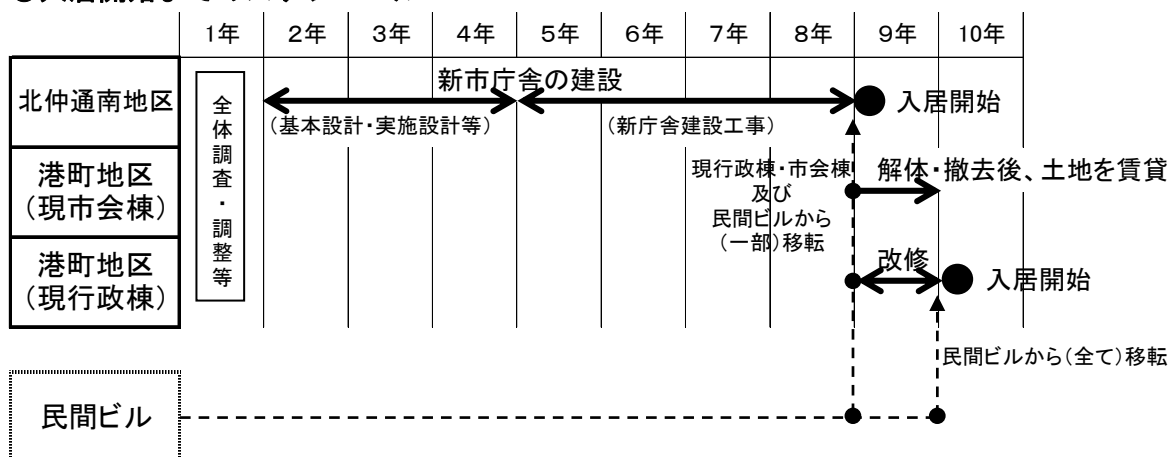 1年 2年 3年 4年 5年 6年 7年 8年 9年 10年
北仲通南地区
全体調査・調整等
新市庁舎の建設
(基本設計・実施設計等)
(新庁舎建設工事)
入居開始
港町地区
(現市会棟)
現行政棟・市会棟
及び
民間ビルから
(一部)移転
解体・撤去後、土地を賃貸
港町地区
(現行政棟)
改修
入居開始
民間ビルから(全て)移転
民間ビル